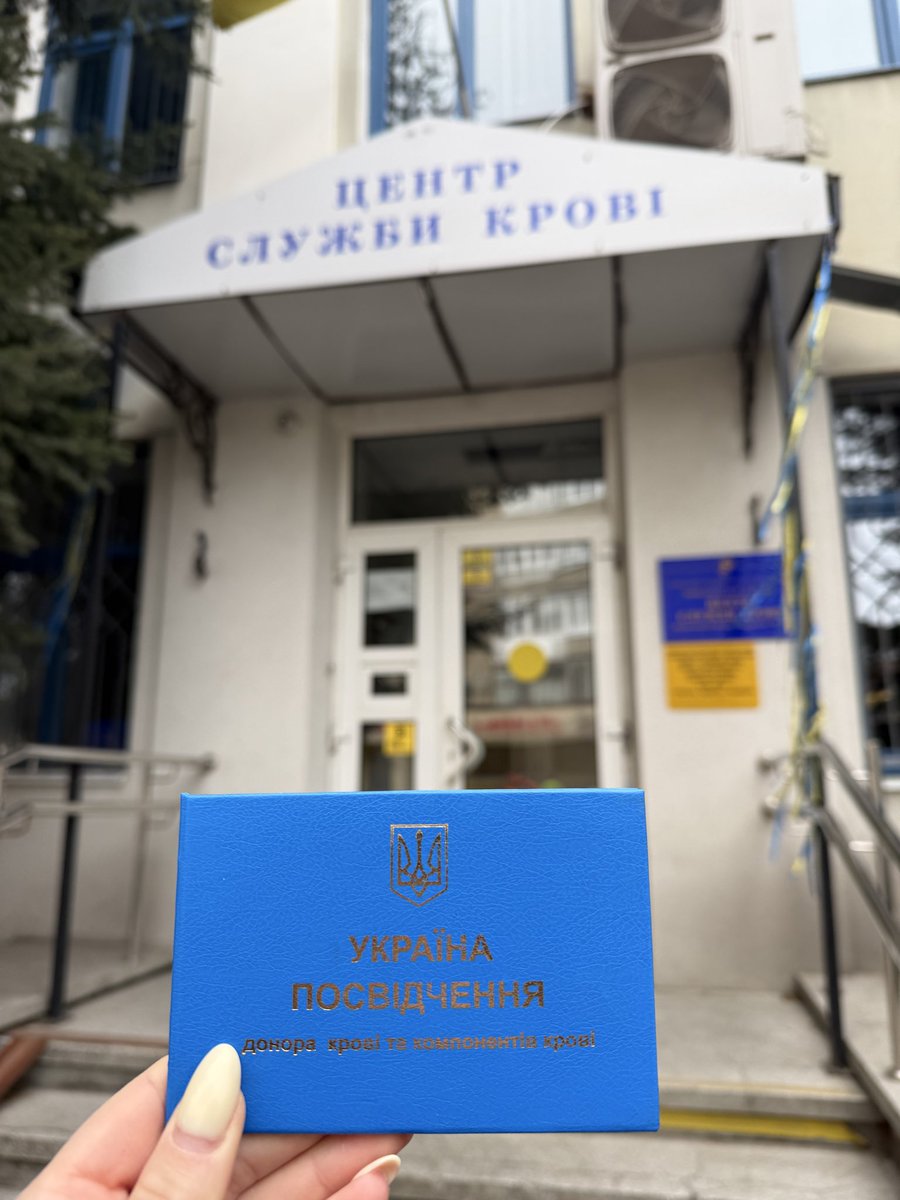 ЦЕНТР
СЛУЖБИ КРОВІ
УКРАЇНА
ПОСВІДЧЕННЯ
донора крові та компонентів крові